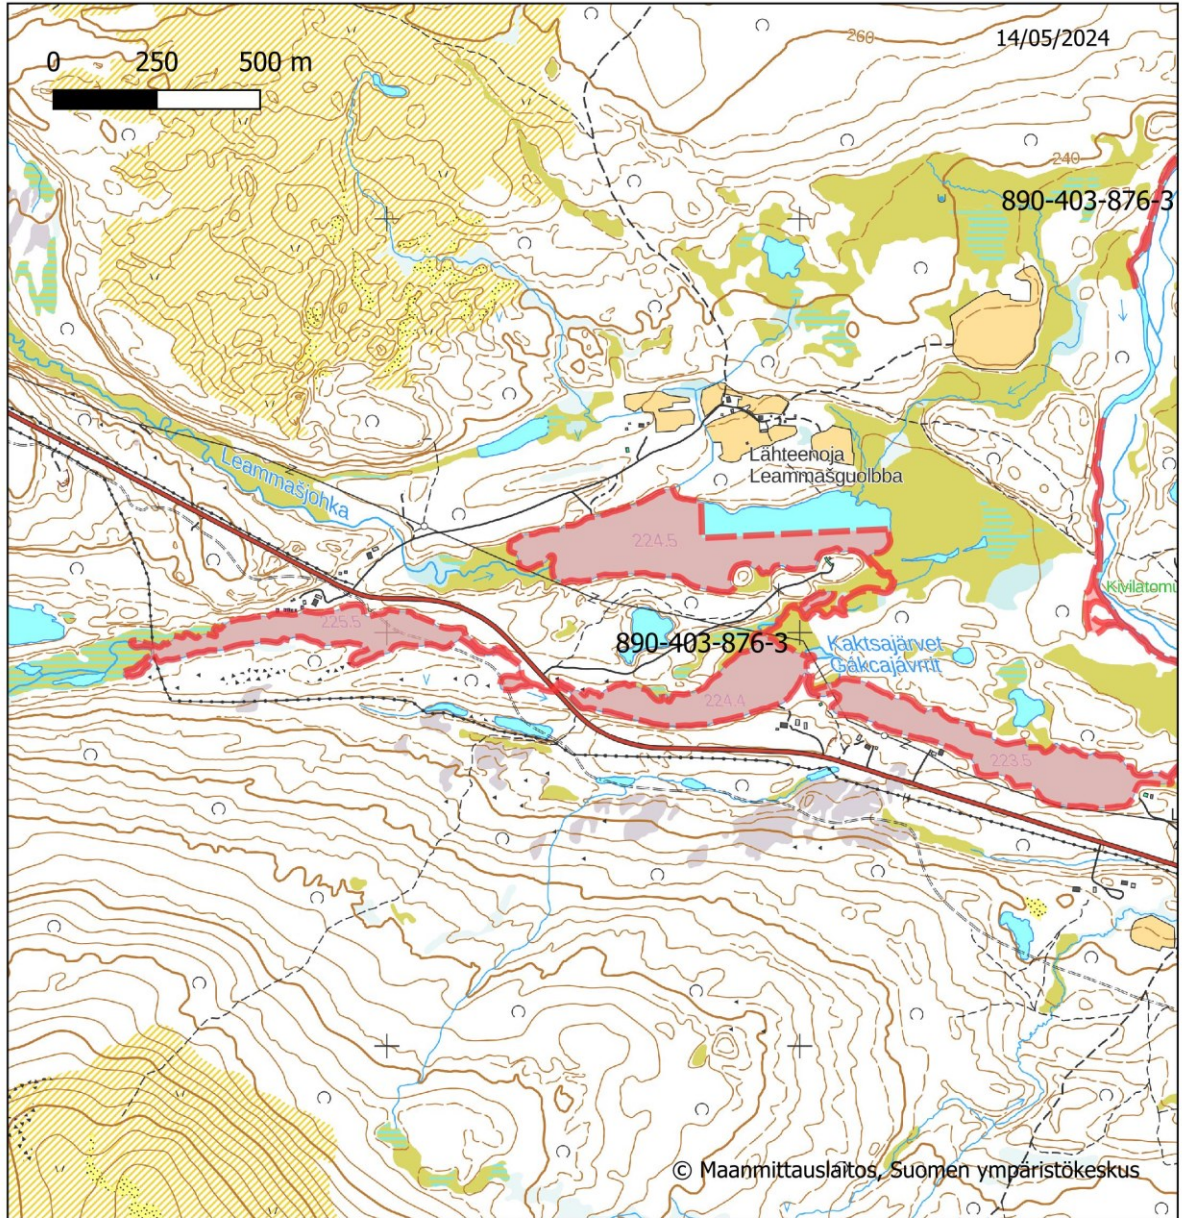 260
14/05/2024
0 250 500 m
240
890-403-876-3
Lähteenoja
Leammašguolbba
Leammašjohka
224.5
Kivilatomu
225.5
890-403-876-3
Kaktsajärvet
Gákcajávrrit
224.4
223.5
© Maanmittauslaitos, Suomen ympäristökeskus